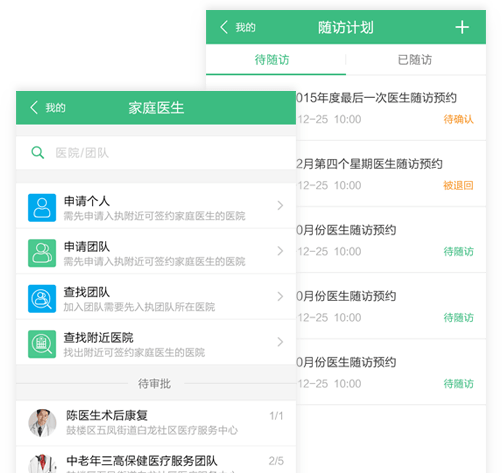 我的
随访计划
待随访
已随访
015年度最后一次医生随访预约
12-25 10:00
待确认
2月第四个星期医生随访预约
12-25 10:00
被退回
0月份医生随访预约
12-25 10:00
待随访
0月份医生随访预约
12-25 10:00
待随访
0月份医生随访预约
12-25 10:00
待随访
我的
家庭医生
医院/团队
申请个人
需先申请入执附近可签约家庭医生的医院
申请团队
需先申请入执附近可签约家庭医生的医院
查找团队
加入团队需要先入执团队所在医院
查找附近医院
找出附近可签约家庭医生的医院
待审批
陈医生术后康复
1/1
鼓楼区五凤街道白龙社区医疗服务中心
中老年三高保健医疗服务团队
2/5